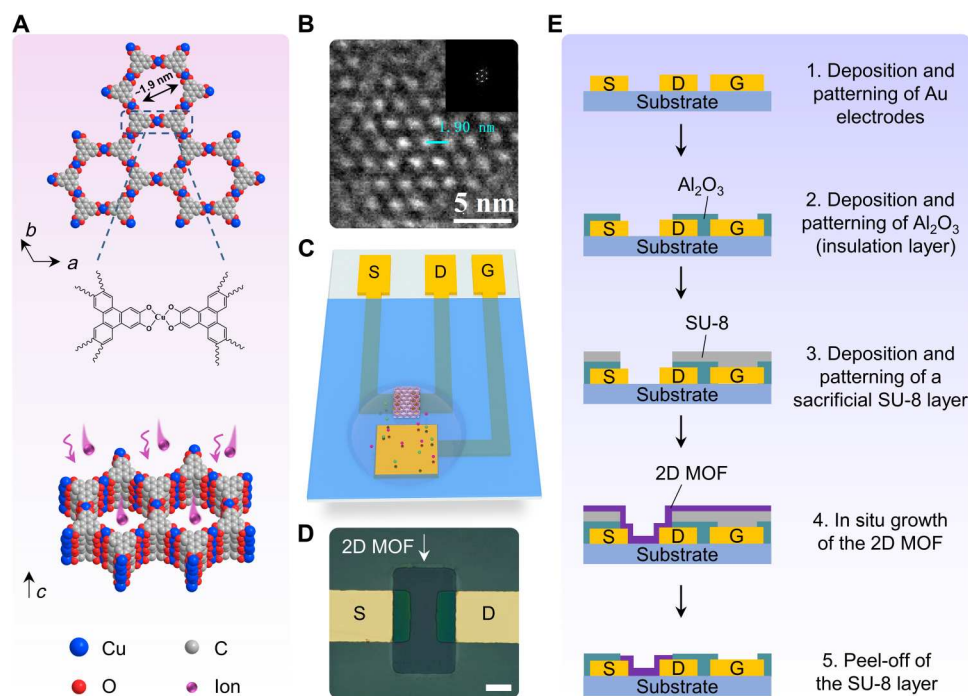 A
~1.9 nm
b
a
O
O
Cu
O
O
c
Cu
C
O
Ion
B
1.90 nm
5 nm
C
S
D
G
D
2D MOF
S
D
E
S
D
G
Substrate
1. Deposition and
patterning of Au
electrodes
Al₂O₃
S
D
G
Substrate
2. Deposition and
patterning of Al₂O₃
(insulation layer)
SU-8
S
D
G
Substrate
3. Deposition and
patterning of a
sacrificial SU-8 layer
2D MOF
S
D
G
Substrate
4. In situ growth
of the 2D MOF
S
D
G
Substrate
5. Peel-off of
the SU-8 layer